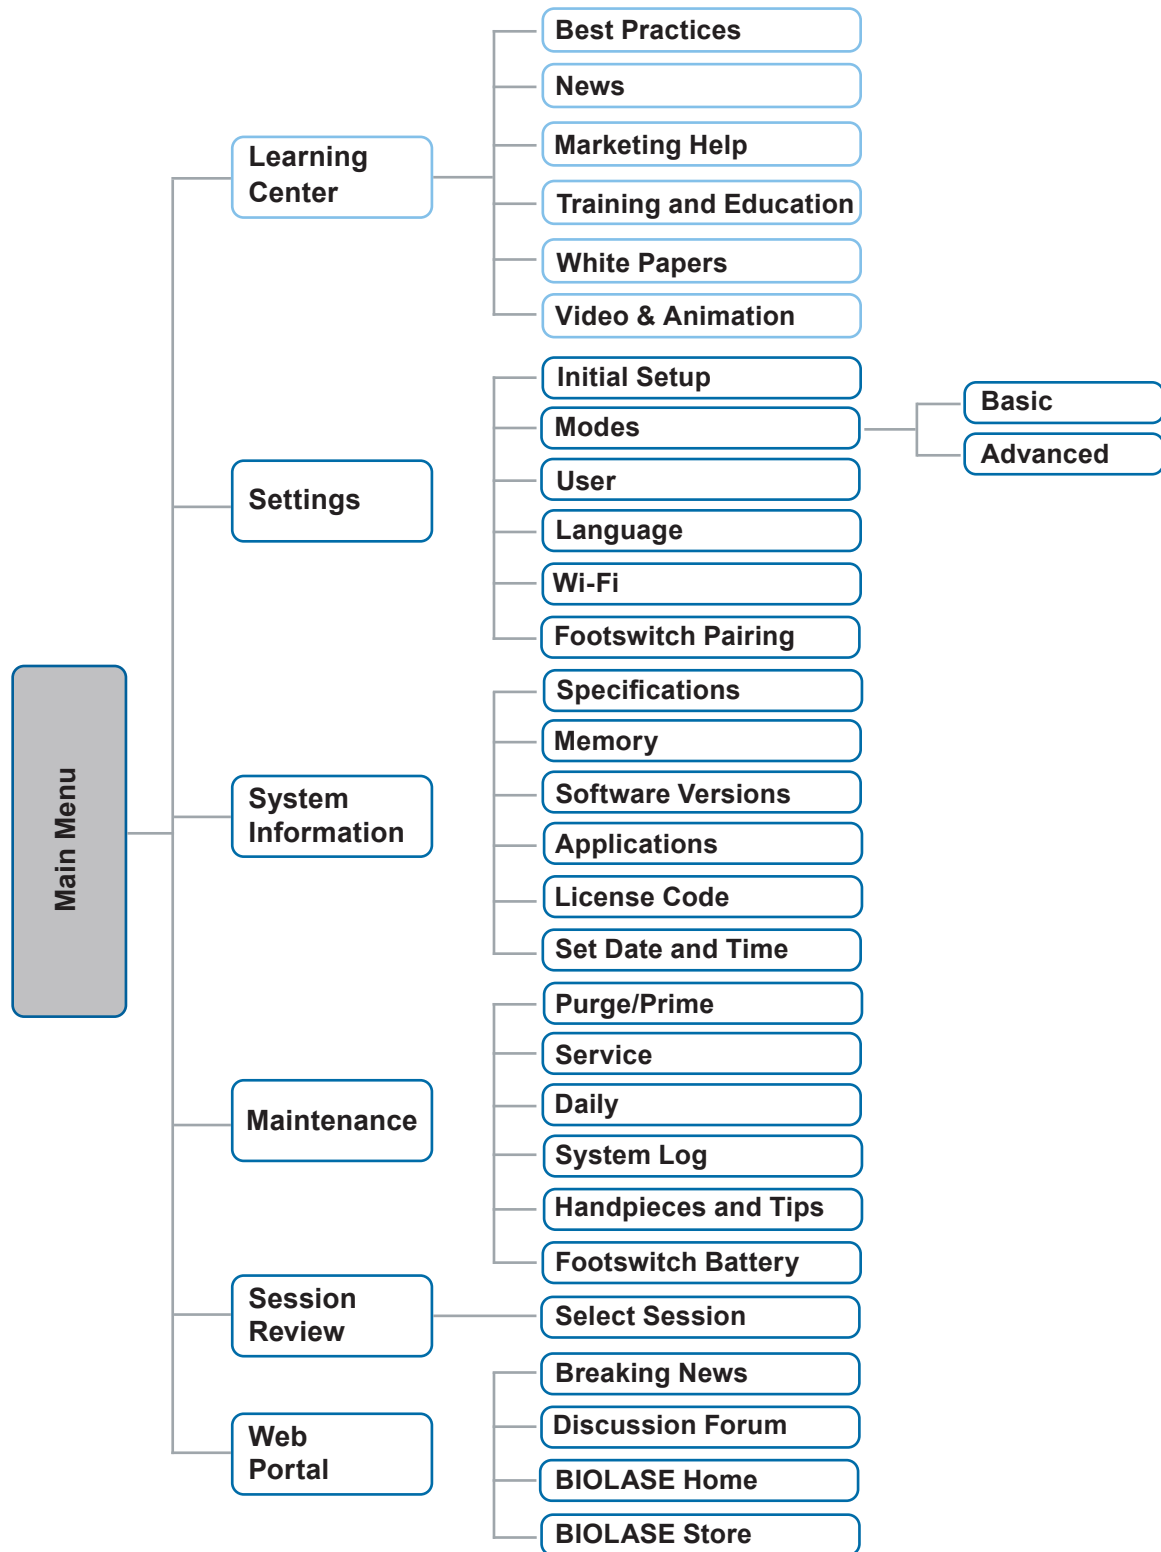 Main Menu
Learning
Center
Best Practices
News
Marketing Help
Training and Education
White Papers
Video & Animation
Settings
Initial Setup
Modes
Basic
Advanced
User
Language
Wi-Fi
Footswitch Pairing
System
Information
Specifications
Memory
Software Versions
Applications
License Code
Set Date and Time
Maintenance
Purge/Prime
Service
Daily
System Log
Handpieces and Tips
Footswitch Battery
Session
Review
Select Session
Web
Portal
Breaking News
Discussion Forum
BIOLASE Home
BIOLASE Store